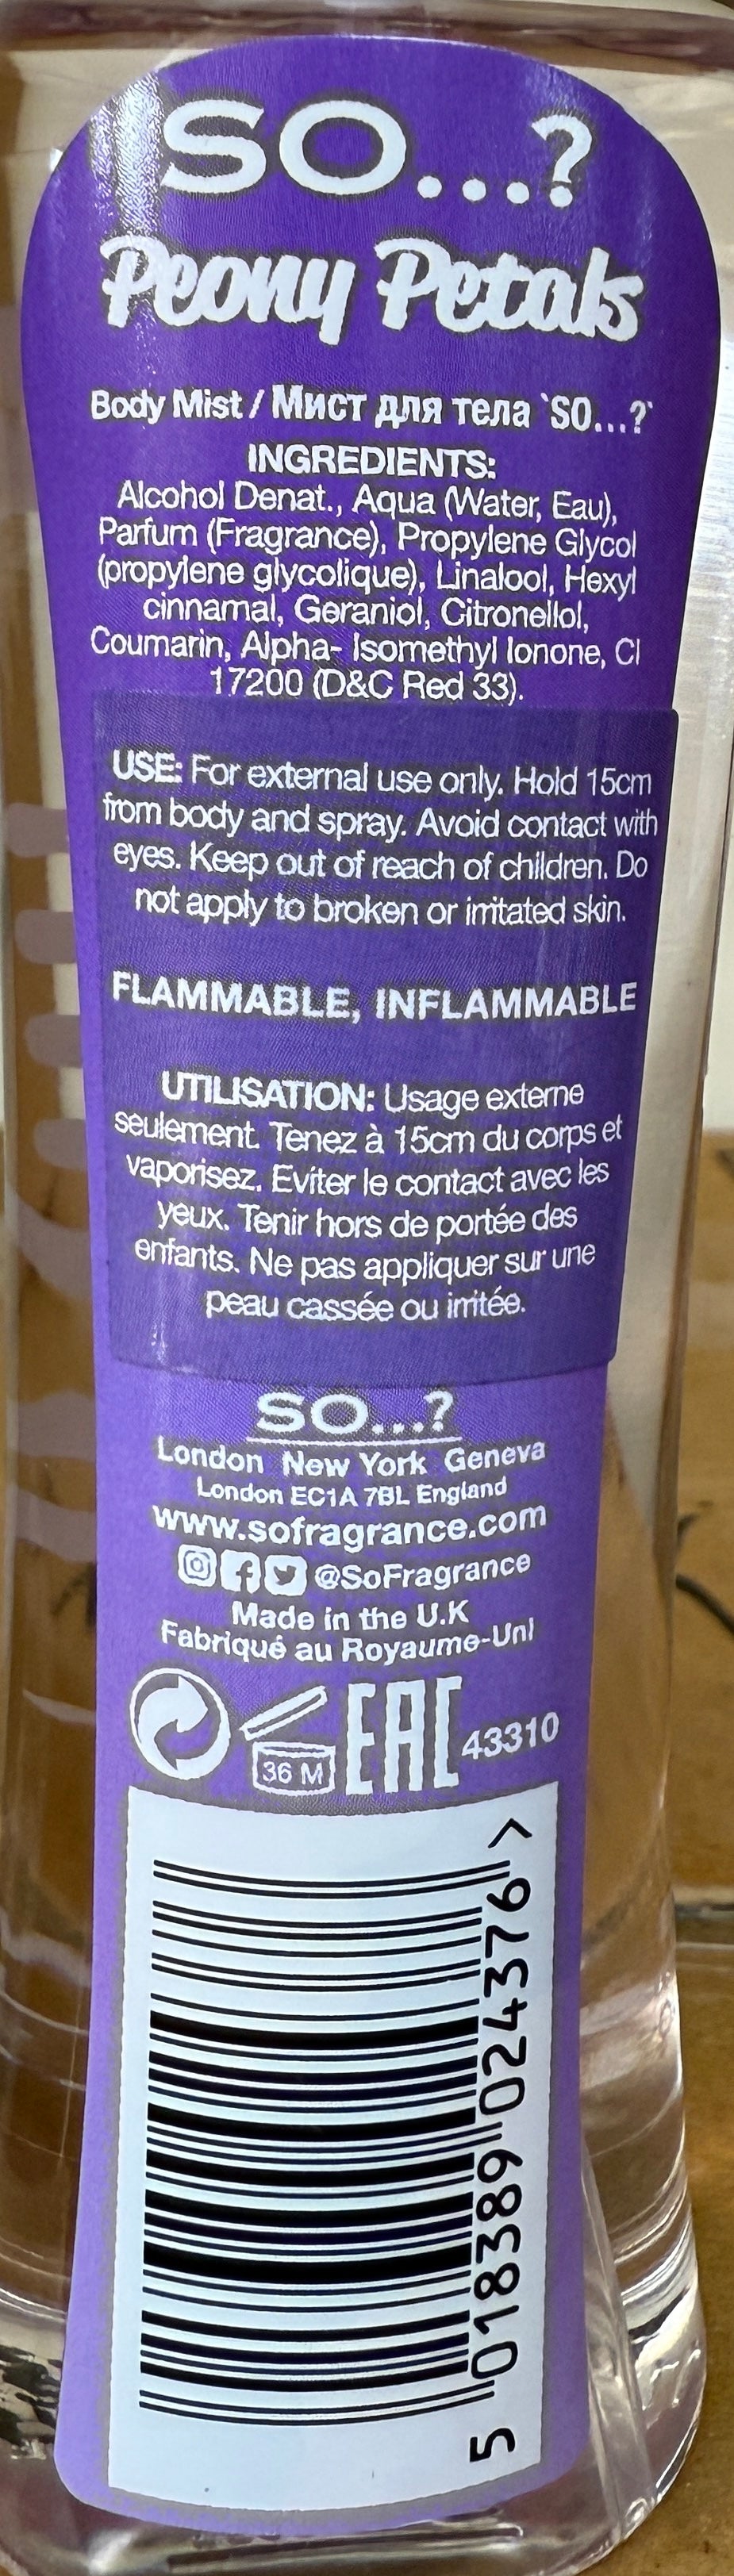 SO...?
Peony Petals
Body Mist / Мист для тела `SO...?`
INGREDIENTS:
Alcohol Denat., Aqua (Water, Eau),
Parfum (Fragrance), Propylene Glycol
(propylene glycolique), Linalool, Hexyl
cinnamal, Geraniol, Citronellol,
Coumarin, Alpha- Isomethyl Ionone, CI
17200 (D&C Red 33).
USE: For external use only. Hold 15cm
from body and spray. Avoid contact with
eyes. Keep out of reach of children. Do
not apply to broken or irritated skin.
FLAMMABLE, INFLAMMABLE
UTILISATION: Usage externe
seulement. Tenez à 15cm du corps et
vaporisez. Eviter le contact avec les
yeux. Tenir hors de portée des
enfants. Ne pas appliquer sur une
peau cassée ou irritée.
SO...?
London New York Geneva
London EC1A 7BL England
www.sofragrance.com
@SoFragrance
Made in the U.K
Fabriqué au Royaume-Uni
36 M EAC 43310
5 018389 024376 >